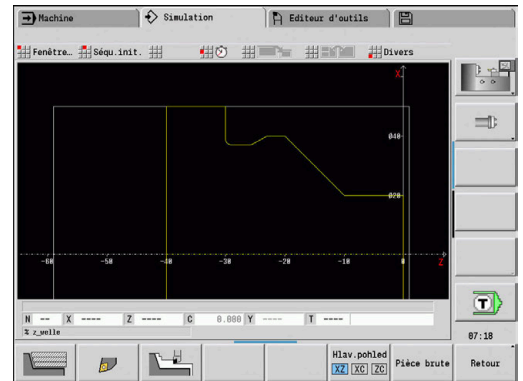 Machine
Simulation
Editeur d'outils
Fenêtre… Séqu.init. Divers
X
Ø40
Ø20
-60 -50 -40 -30 -20 -10 0 Z
N -- X ---- Z ---- C 0.000 Y ---- T ----
% z_welle
T
07:18
Hlav.pohled
XZ XC ZC
Pièce brute
Retour